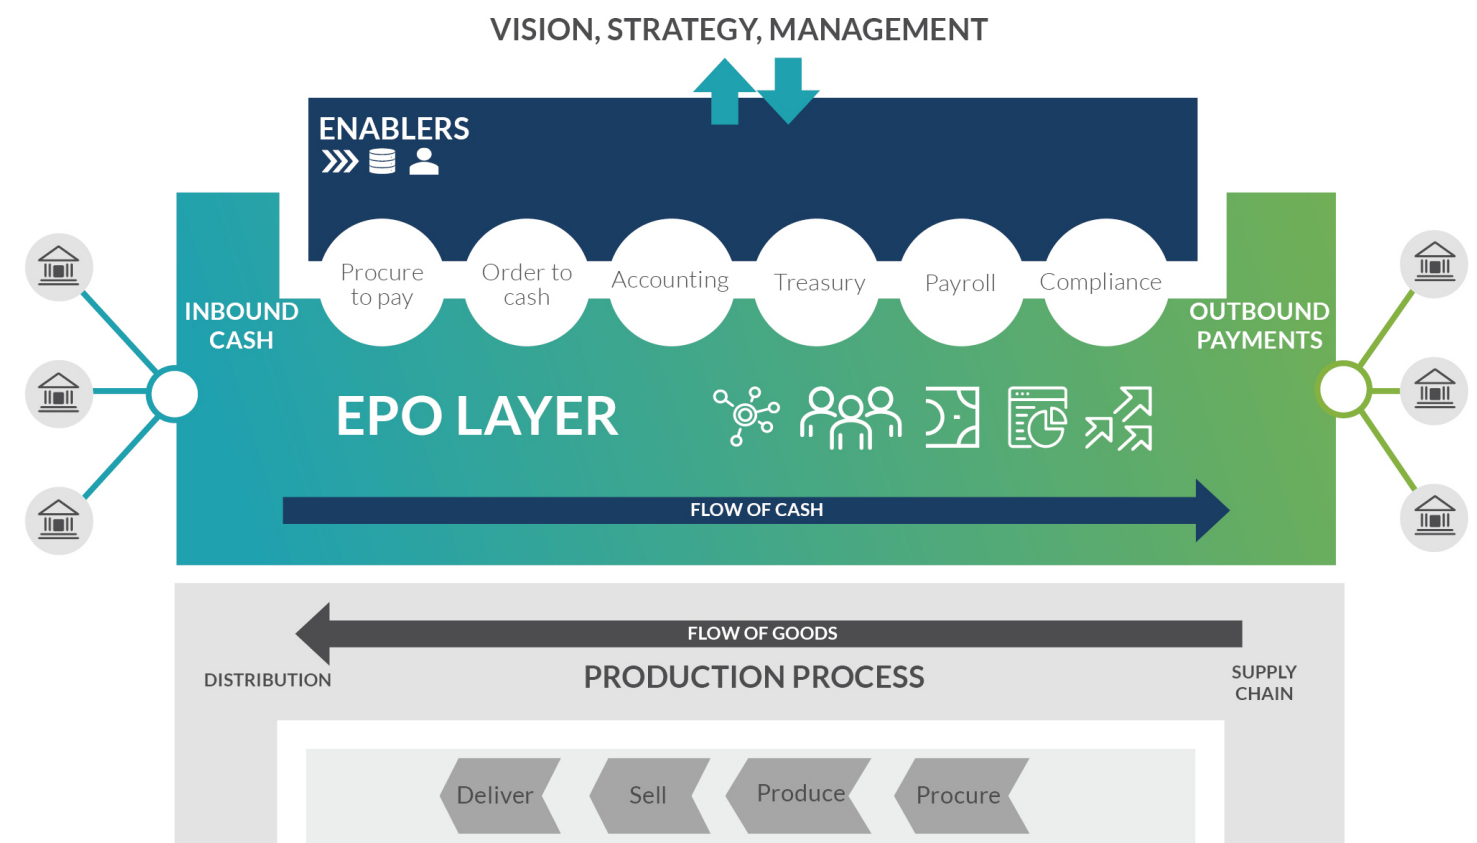 VISION, STRATEGY, MANAGEMENT
ENABLERS
Procure
to pay
Order to
cash
Accounting
Treasury
Payroll
Compliance
INBOUND
CASH
OUTBOUND
PAYMENTS
EPO LAYER
FLOW OF CASH
FLOW OF GOODS
DISTRIBUTION
PRODUCTION PROCESS
SUPPLY
CHAIN
Deliver
Sell
Produce
Procure